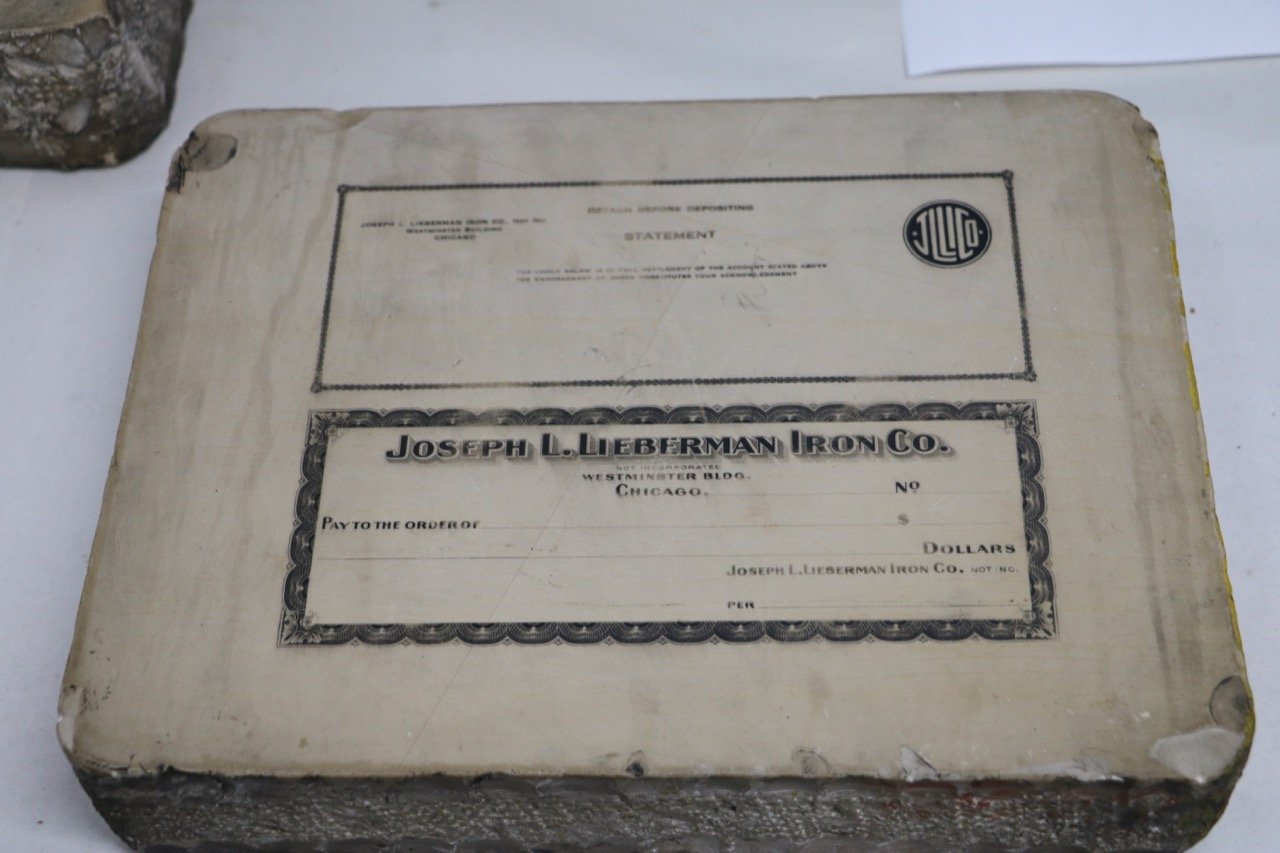 DETACH BEFORE DEPOSITING
JOSEPH L. LIEBERMAN IRON CO. NOT INC.
WESTMINSTER BUILDING
CHICAGO
STATEMENT
JLLICO
THE CHECK BELOW IS IN FULL SETTLEMENT OF THE ACCOUNT STATED ABOVE
THE ENDORSEMENT OF CHECK CONSTITUTES YOUR ACKNOWLEDGMENT
JOSEPH L. LIEBERMAN IRON CO.
NOT INCORPORATED
WESTMINSTER BLDG.
CHICAGO, No
PAY TO THE ORDER OF $
DOLLARS
JOSEPH L. LIEBERMAN IRON CO. NOT INC.
PER